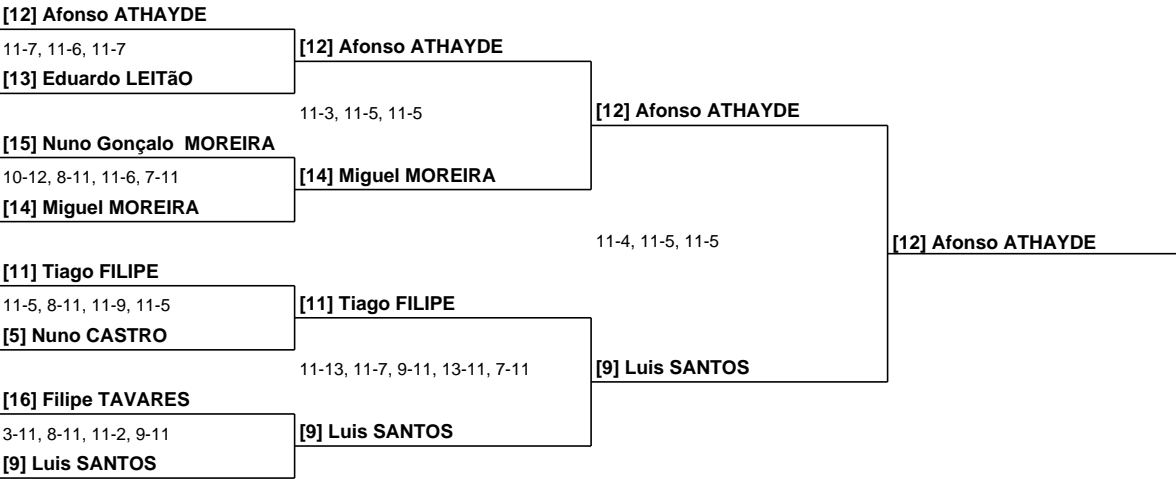 [12] Afonso ATHAYDE
11-7, 11-6, 11-7
[12] Afonso ATHAYDE
[13] Eduardo LEITãO
11-3, 11-5, 11-5
[12] Afonso ATHAYDE
[15] Nuno Gonçalo  MOREIRA
10-12, 8-11, 11-6, 7-11
[14] Miguel MOREIRA
[14] Miguel MOREIRA
11-4, 11-5, 11-5
[12] Afonso ATHAYDE
[11] Tiago FILIPE
11-5, 8-11, 11-9, 11-5
[11] Tiago FILIPE
[5] Nuno CASTRO
11-13, 11-7, 9-11, 13-11, 7-11
[9] Luis SANTOS
[16] Filipe TAVARES
3-11, 8-11, 11-2, 9-11
[9] Luis SANTOS
[9] Luis SANTOS